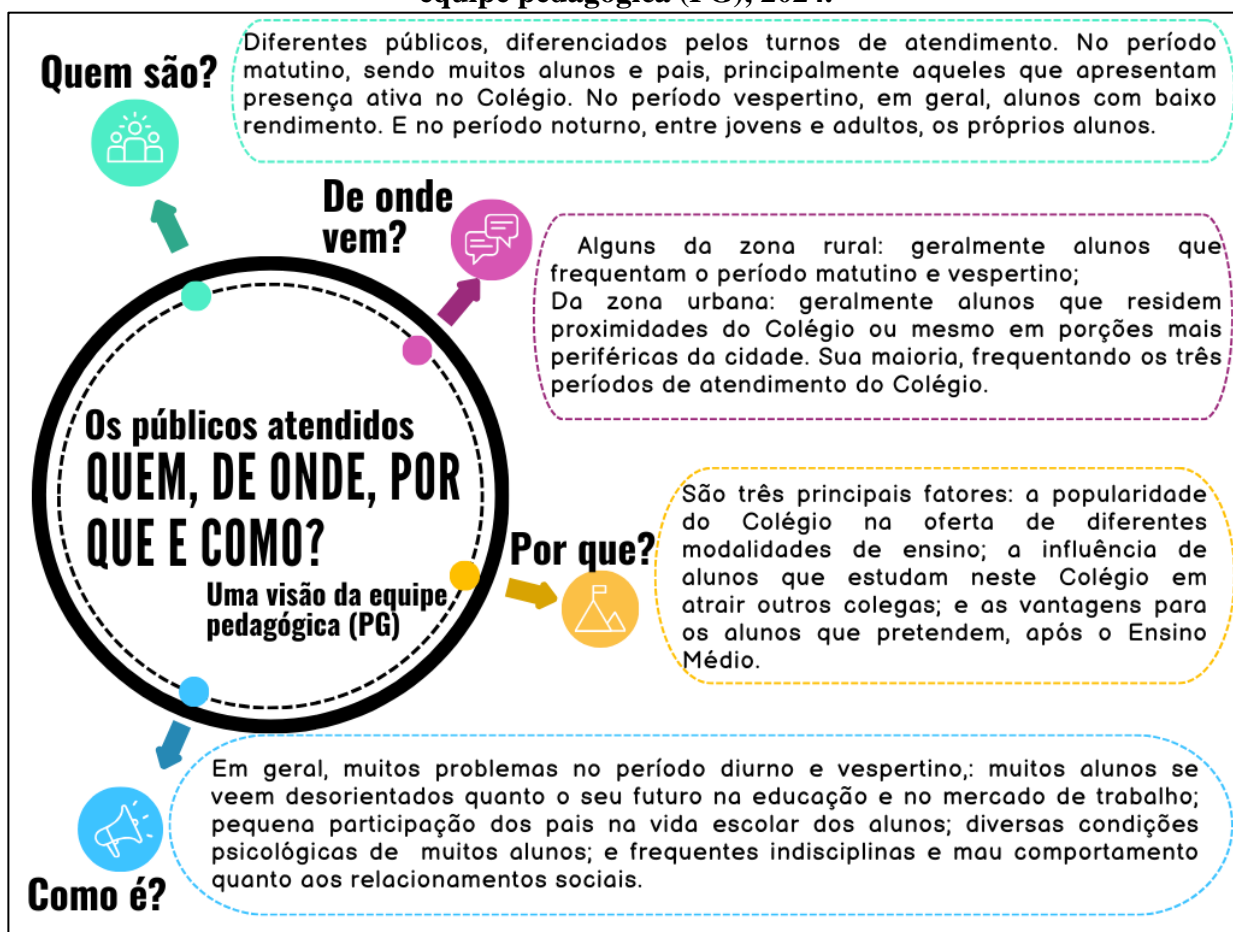 equipe pedagógica (PG), 2024.
Quem são?
Diferentes públicos, diferenciados pelos turnos de atendimento. No período
matutino, sendo muitos alunos e pais, principalmente aqueles que apresentam
presença ativa no Colégio. No período vespertino, em geral, alunos com baixo
rendimento. E no período noturno, entre jovens e adultos, os próprios alunos.
De onde
vem?
Alguns da zona rural: geralmente alunos que
frequentam o período matutino e vespertino;
Da zona urbana: geralmente alunos que residem
proximidades do Colégio ou mesmo em porções mais
periféricas da cidade. Sua maioria, frequentando os três
períodos de atendimento do Colégio.
Os públicos atendidos
QUEM, DE ONDE, POR
QUE E COMO?
Uma visão da equipe
pedagógica (PG)
Por que?
São três principais fatores: a popularidade
do Colégio na oferta de diferentes
modalidades de ensino; a influência de
alunos que estudam neste Colégio em
atrair outros colegas; e as vantagens para
os alunos que pretendem, após o Ensino
Médio.
Como é?
Em geral, muitos problemas no período diurno e vespertino,: muitos alunos se
veem desorientados quanto o seu futuro na educação e no mercado de trabalho;
pequena participação dos pais na vida escolar dos alunos; diversas condições
psicológicas de muitos alunos; e frequentes indisciplinas e mau comportamento
quanto aos relacionamentos sociais.